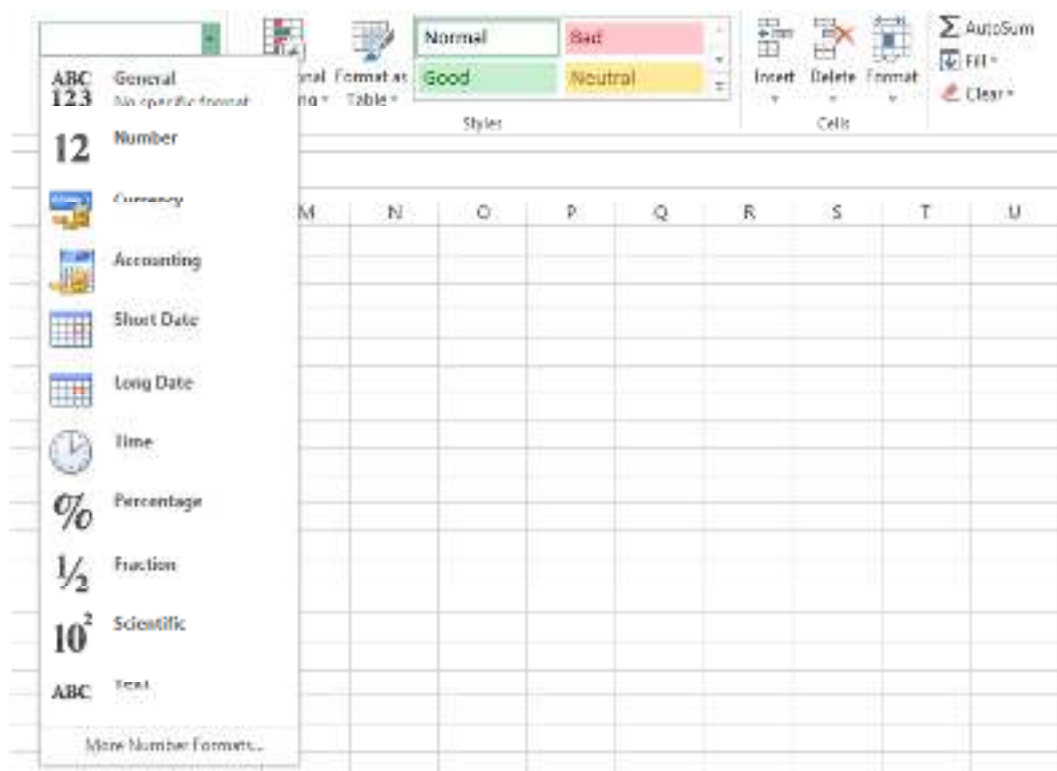 Normal Bad
Good Neutral
Format as
Table
Styles
Insert Delete Format
Cells
AutoSum
Fill
Clear
ABC
123
General
No specific format
12
Number
Currency
Accounting
Short Date
Long Date
Time
%
Percentage
½
Fraction
10²
Scientific
ABC
Text
More Number Formats...
M N O P Q R S T U